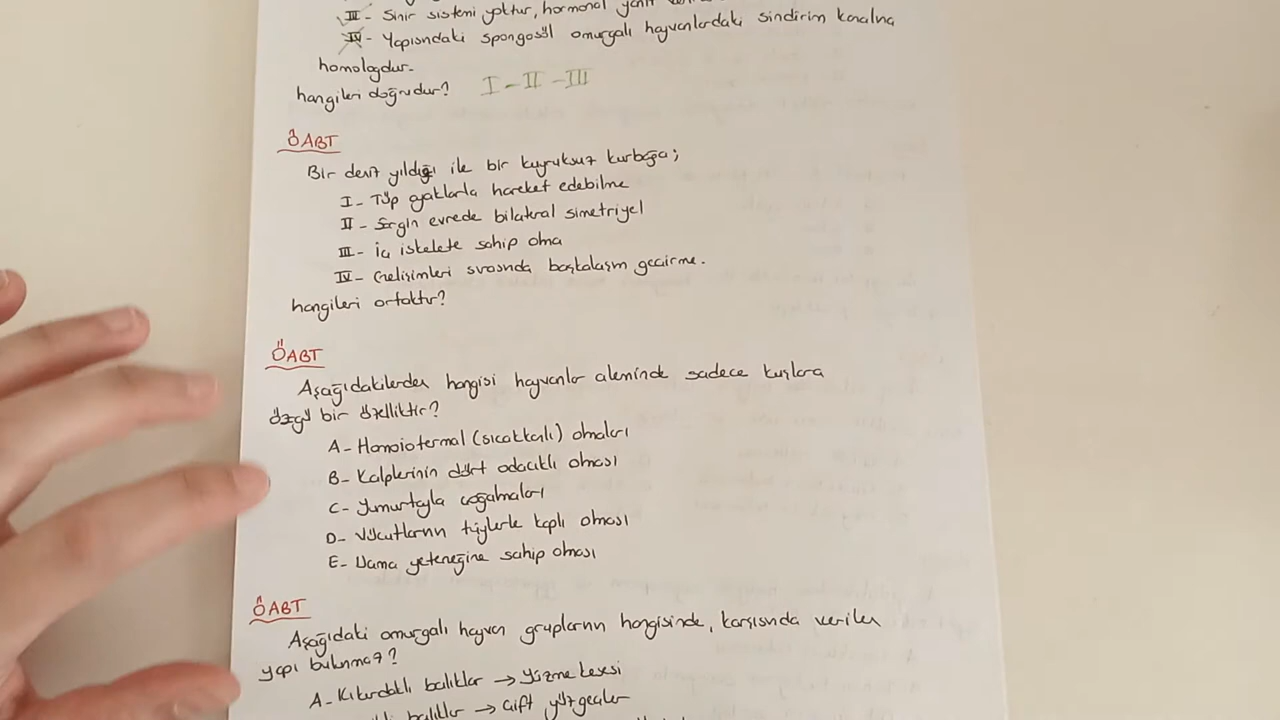 III- Sinir sistemi yoktur, hormonal
IV- Yapısındaki spongosöl omurgalı hayvanlardaki sindirim kanalına
homologdur.
hangileri doğrudur? I-II-III
ÖABT
Bir deniz yıldığı ile bir kuyruksuz kurbağa;
I- Tüp ayaklarla hareket edebilme
II- Ergin evrede bilateral simetriyel
III- İç iskelete sahip olma
IV- Gelişimleri sırasında başkalaşım geçirme.
hangileri ortaktır?
ÖABT
Aşağıdakilerden hangisi hayvanlar aleminde sadece kuşlara
özgü bir özelliktir?
A- Homoiotermal (sıcakkanlı) olmaları
B- Kalplerinin dört odacıklı olması
C- Yumurtayla çoğalmaları
D- Vücutlarının tüylerle kaplı olması
E- Uçma yeteneğine sahip olması
ÖABT
Aşağıdaki omurgalı hayvan gruplarının hangisinde, karşısında verilen
yapı bulunmaz?
A- Kıkırdaklı balıklar → Yüzme kesesi
balıklar → Çift yüzgeçler